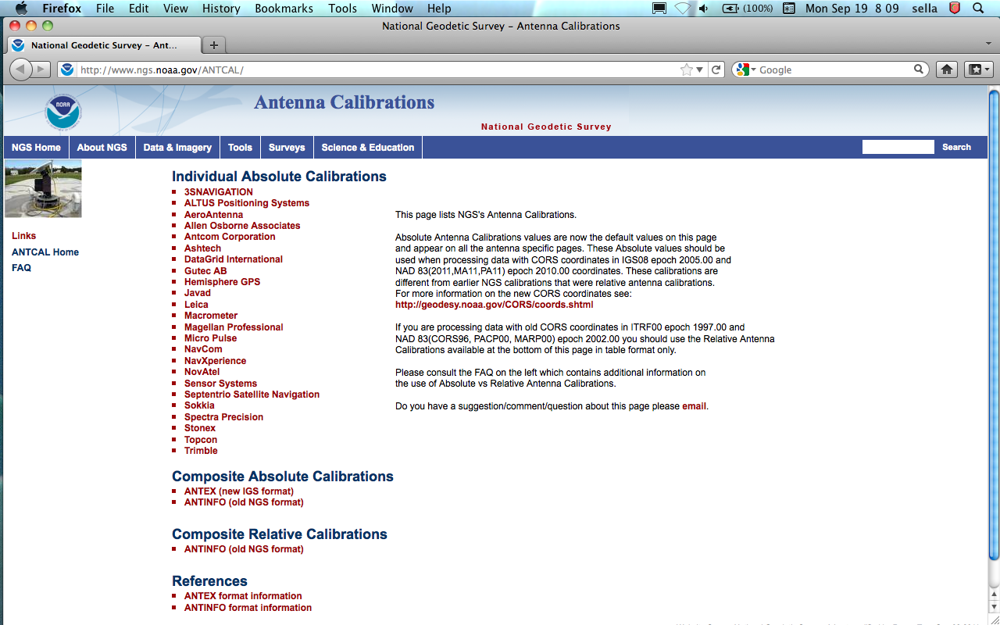 Firefox File Edit View History Bookmarks Tools Window Help (100%) Mon Sep 19 8 09 sella
National Geodetic Survey – Antenna Calibrations
National Geodetic Survey – Ant...
http://www.ngs.noaa.gov/ANTCAL/
Google
NOAA
Antenna Calibrations
National Geodetic Survey
NGS Home About NGS Data & Imagery Tools Surveys Science & Education Search
Links
ANTCAL Home
FAQ
Individual Absolute Calibrations
3SNAVIGATION
ALTUS Positioning Systems
AeroAntenna
Allen Osborne Associates
Antcom Corporation
Ashtech
DataGrid International
Gutec AB
Hemisphere GPS
Javad
Leica
Macrometer
Magellan Professional
Micro Pulse
NavCom
NavXperience
NovAtel
Sensor Systems
Septentrio Satellite Navigation
Sokkia
Spectra Precision
Stonex
Topcon
Trimble
This page lists NGS's Antenna Calibrations.
Absolute Antenna Calibrations values are now the default values on this page
and appear on all the antenna specific pages. These Absolute values should be
used when processing data with CORS coordinates in IGS08 epoch 2005.00 and
NAD 83(2011,MA11,PA11) epoch 2010.00 coordinates. These calibrations are
different from earlier NGS calibrations that were relative antenna calibrations.
For more information on the new CORS coordinates see:
http://geodesy.noaa.gov/CORS/coords.shtml
If you are processing data with old CORS coordinates in ITRF00 epoch 1997.00 and
NAD 83(CORS96, PACP00, MARP00) epoch 2002.00 you should use the Relative Antenna
Calibrations available at the bottom of this page in table format only.
Please consult the FAQ on the left which contains additional information on
the use of Absolute vs Relative Antenna Calibrations.
Do you have a suggestion/comment/question about this page please email.
Composite Absolute Calibrations
ANTEX (new IGS format)
ANTINFO (old NGS format)
Composite Relative Calibrations
ANTINFO (old NGS format)
References
ANTEX format information
ANTINFO format information